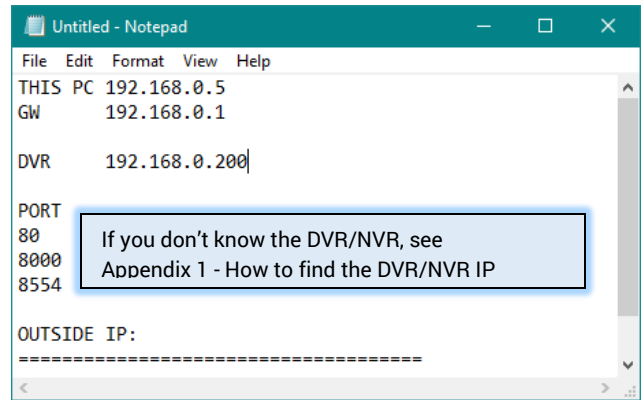 Untitled - Notepad
File Edit Format View Help
THIS PC 192.168.0.5
GW 192.168.0.1
DVR 192.168.0.200
PORT
80
8000
8554
If you don’t know the DVR/NVR, see
Appendix 1 - How to find the DVR/NVR IP
OUTSIDE IP:
=====================================